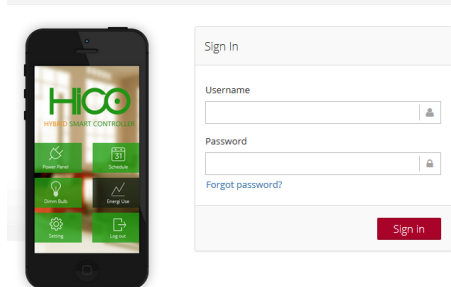 HiCO
HYBRID SMART CONTROLLER
Power Panel
31
Schedule
Dimm Bulb
Energi Use
Setting
Log out
Sign In
Username
Password
Forgot password?
Sign in